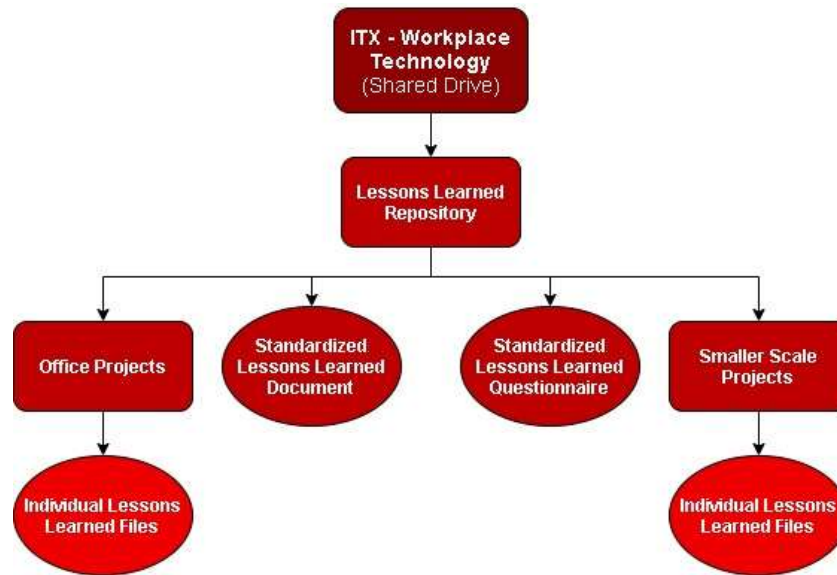 ITX - Workplace
Technology
(Shared Drive)
Lessons Learned
Repository
Office Projects
Standardized
Lessons Learned
Document
Standardized
Lessons Learned
Questionnaire
Smaller Scale
Projects
Individual Lessons
Learned Files
Individual Lessons
Learned Files